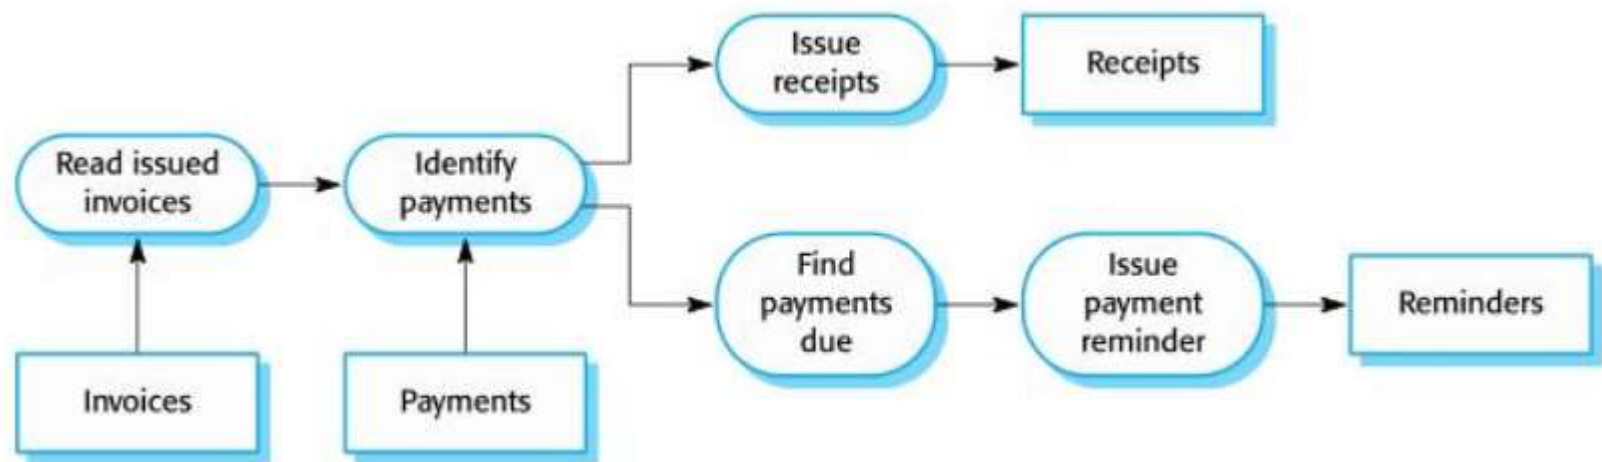 Issue
receipts
Receipts
Read issued
invoices
Identify
payments
Find
payments
due
Issue
payment
reminder
Reminders
Invoices
Payments